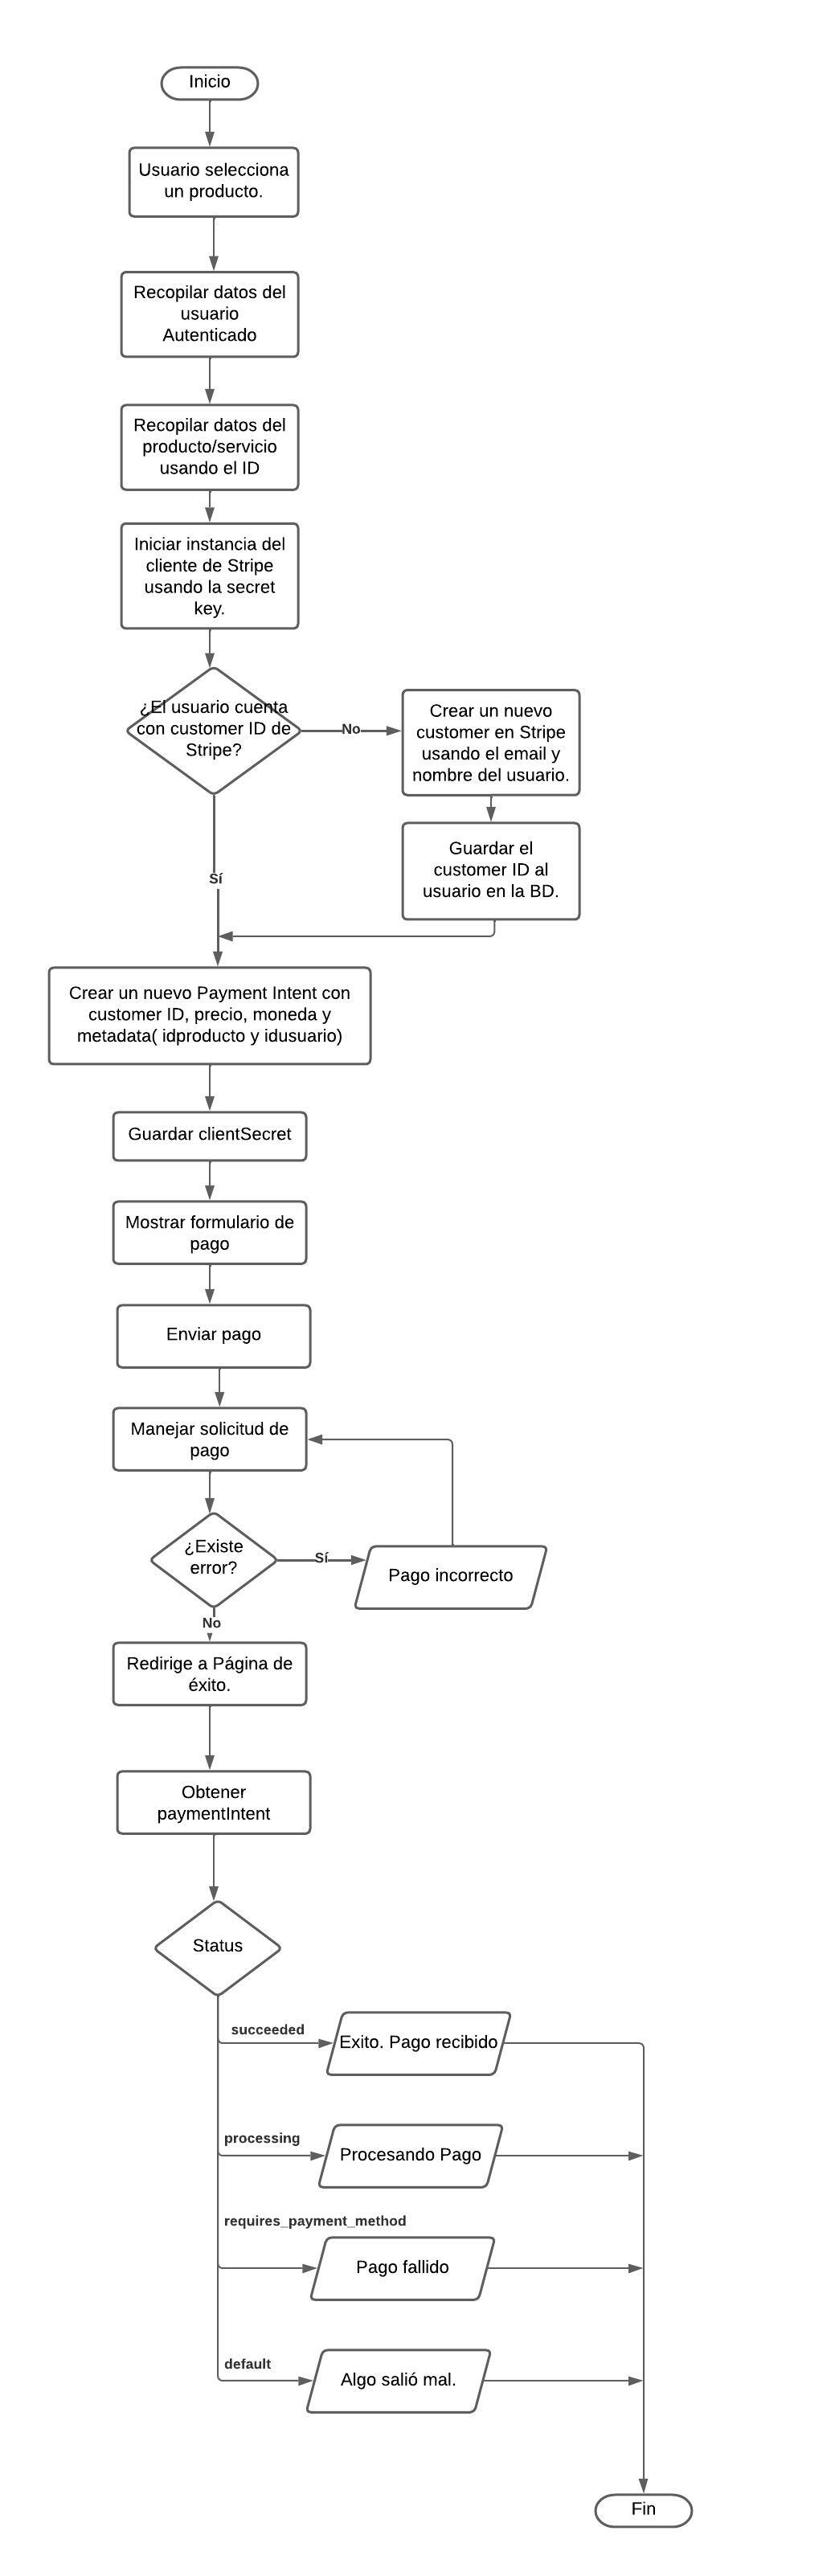 Inicio
Usuario selecciona
un producto.
Recopilar datos del
usuario
Autenticado
Recopilar datos del
producto/servicio
usando el ID
Iniciar instancia del
cliente de Stripe
usando la secret
key.
¿El usuario cuenta
con customer ID de
Stripe?
No
Crear un nuevo
customer en Stripe
usando el email y
nombre del usuario.
Guardar el
customer ID al
usuario en la BD.
Sí
Crear un nuevo Payment Intent con
customer ID, precio, moneda y
metadata( idproducto y idusuario)
Guardar clientSecret
Mostrar formulario de
pago
Enviar pago
Manejar solicitud de
pago
¿Existe
error?
Sí
Pago incorrecto
No
Redirige a Página de
éxito.
Obtener
paymentIntent
Status
succeeded
Exito. Pago recibido
processing
Procesando Pago
requires_payment_method
Pago fallido
default
Algo salió mal.
Fin